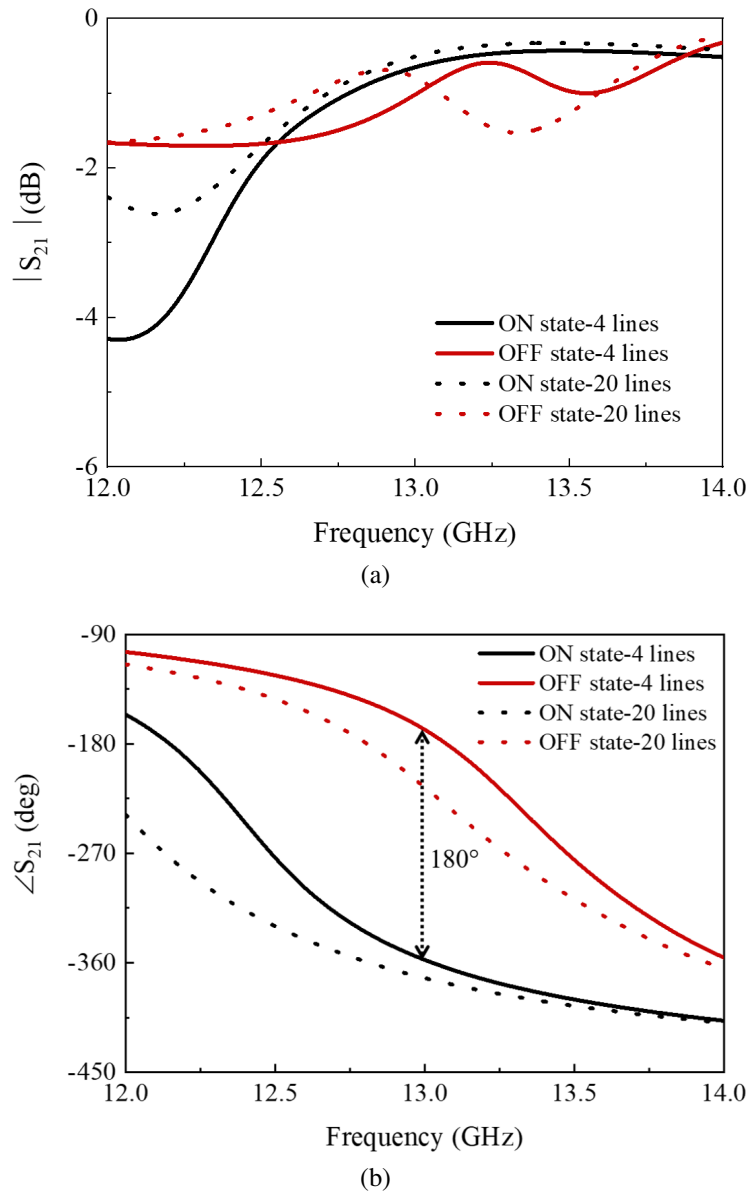 0
-2
-4
-6
|S21| (dB)
ON state-4 lines
OFF state-4 lines
ON state-20 lines
OFF state-20 lines
12.0 12.5 13.0 13.5 14.0
Frequency (GHz)
(a)
-90
-180
-270
-360
-450
∠S21 (deg)
ON state-4 lines
OFF state-4 lines
ON state-20 lines
OFF state-20 lines
180°
12.0 12.5 13.0 13.5 14.0
Frequency (GHz)
(b)